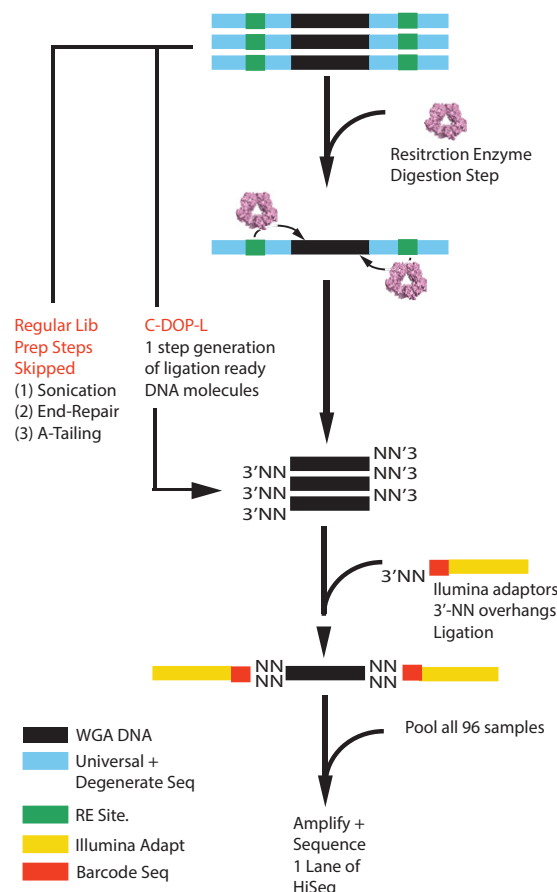 Resitrction Enzyme
Digestion Step
Regular Lib
Prep Steps
Skipped
(1) Sonication
(2) End-Repair
(3) A-Tailing
C-DOP-L
1 step generation
of ligation ready
DNA molecules
NN'3
3'NN NN'3
3'NN NN'3
3'NN
3'NN
Ilumina adaptors
3'-NN overhangs
Ligation
NN NN
NN NN
Pool all 96 samples
WGA DNA
Universal +
Degenerate Seq
RE Site.
Illumina Adapt
Barcode Seq
Amplify +
Sequence
1 Lane of
HiSeq